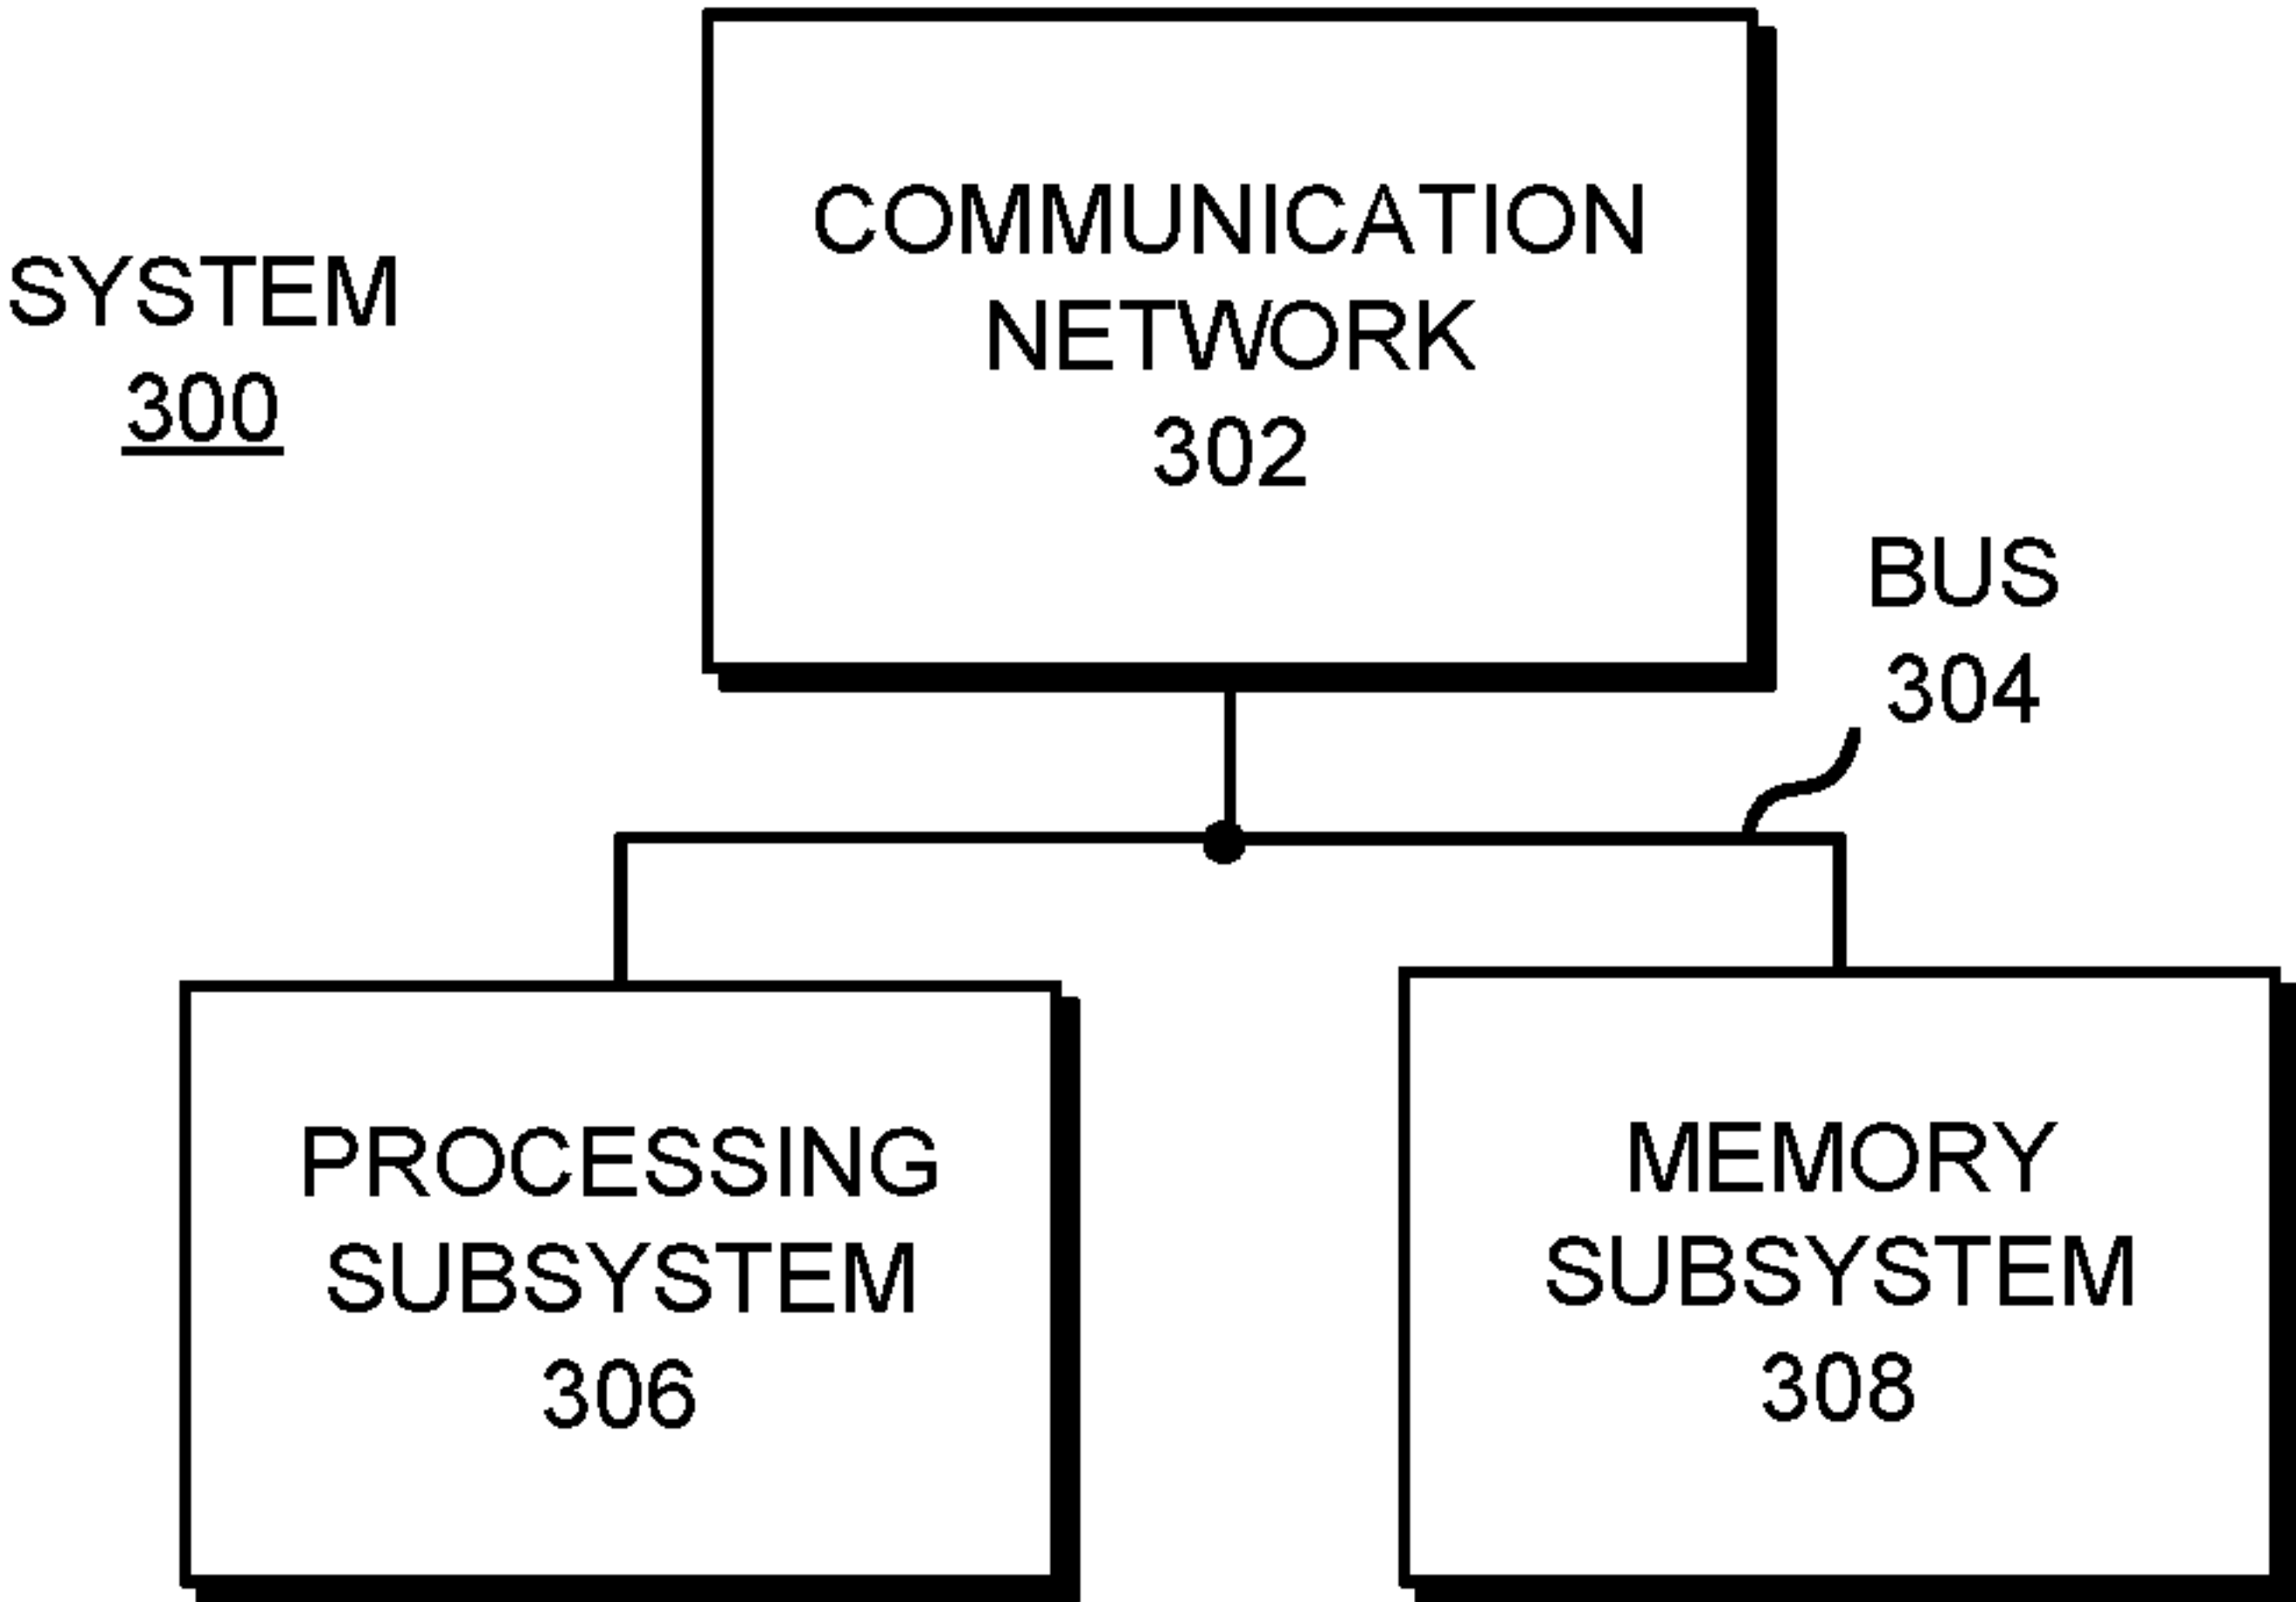 SYSTEM
300
COMMUNICATION
NETWORK
302
BUS
304
PROCESSING
SUBSYSTEM
306
MEMORY
SUBSYSTEM
308